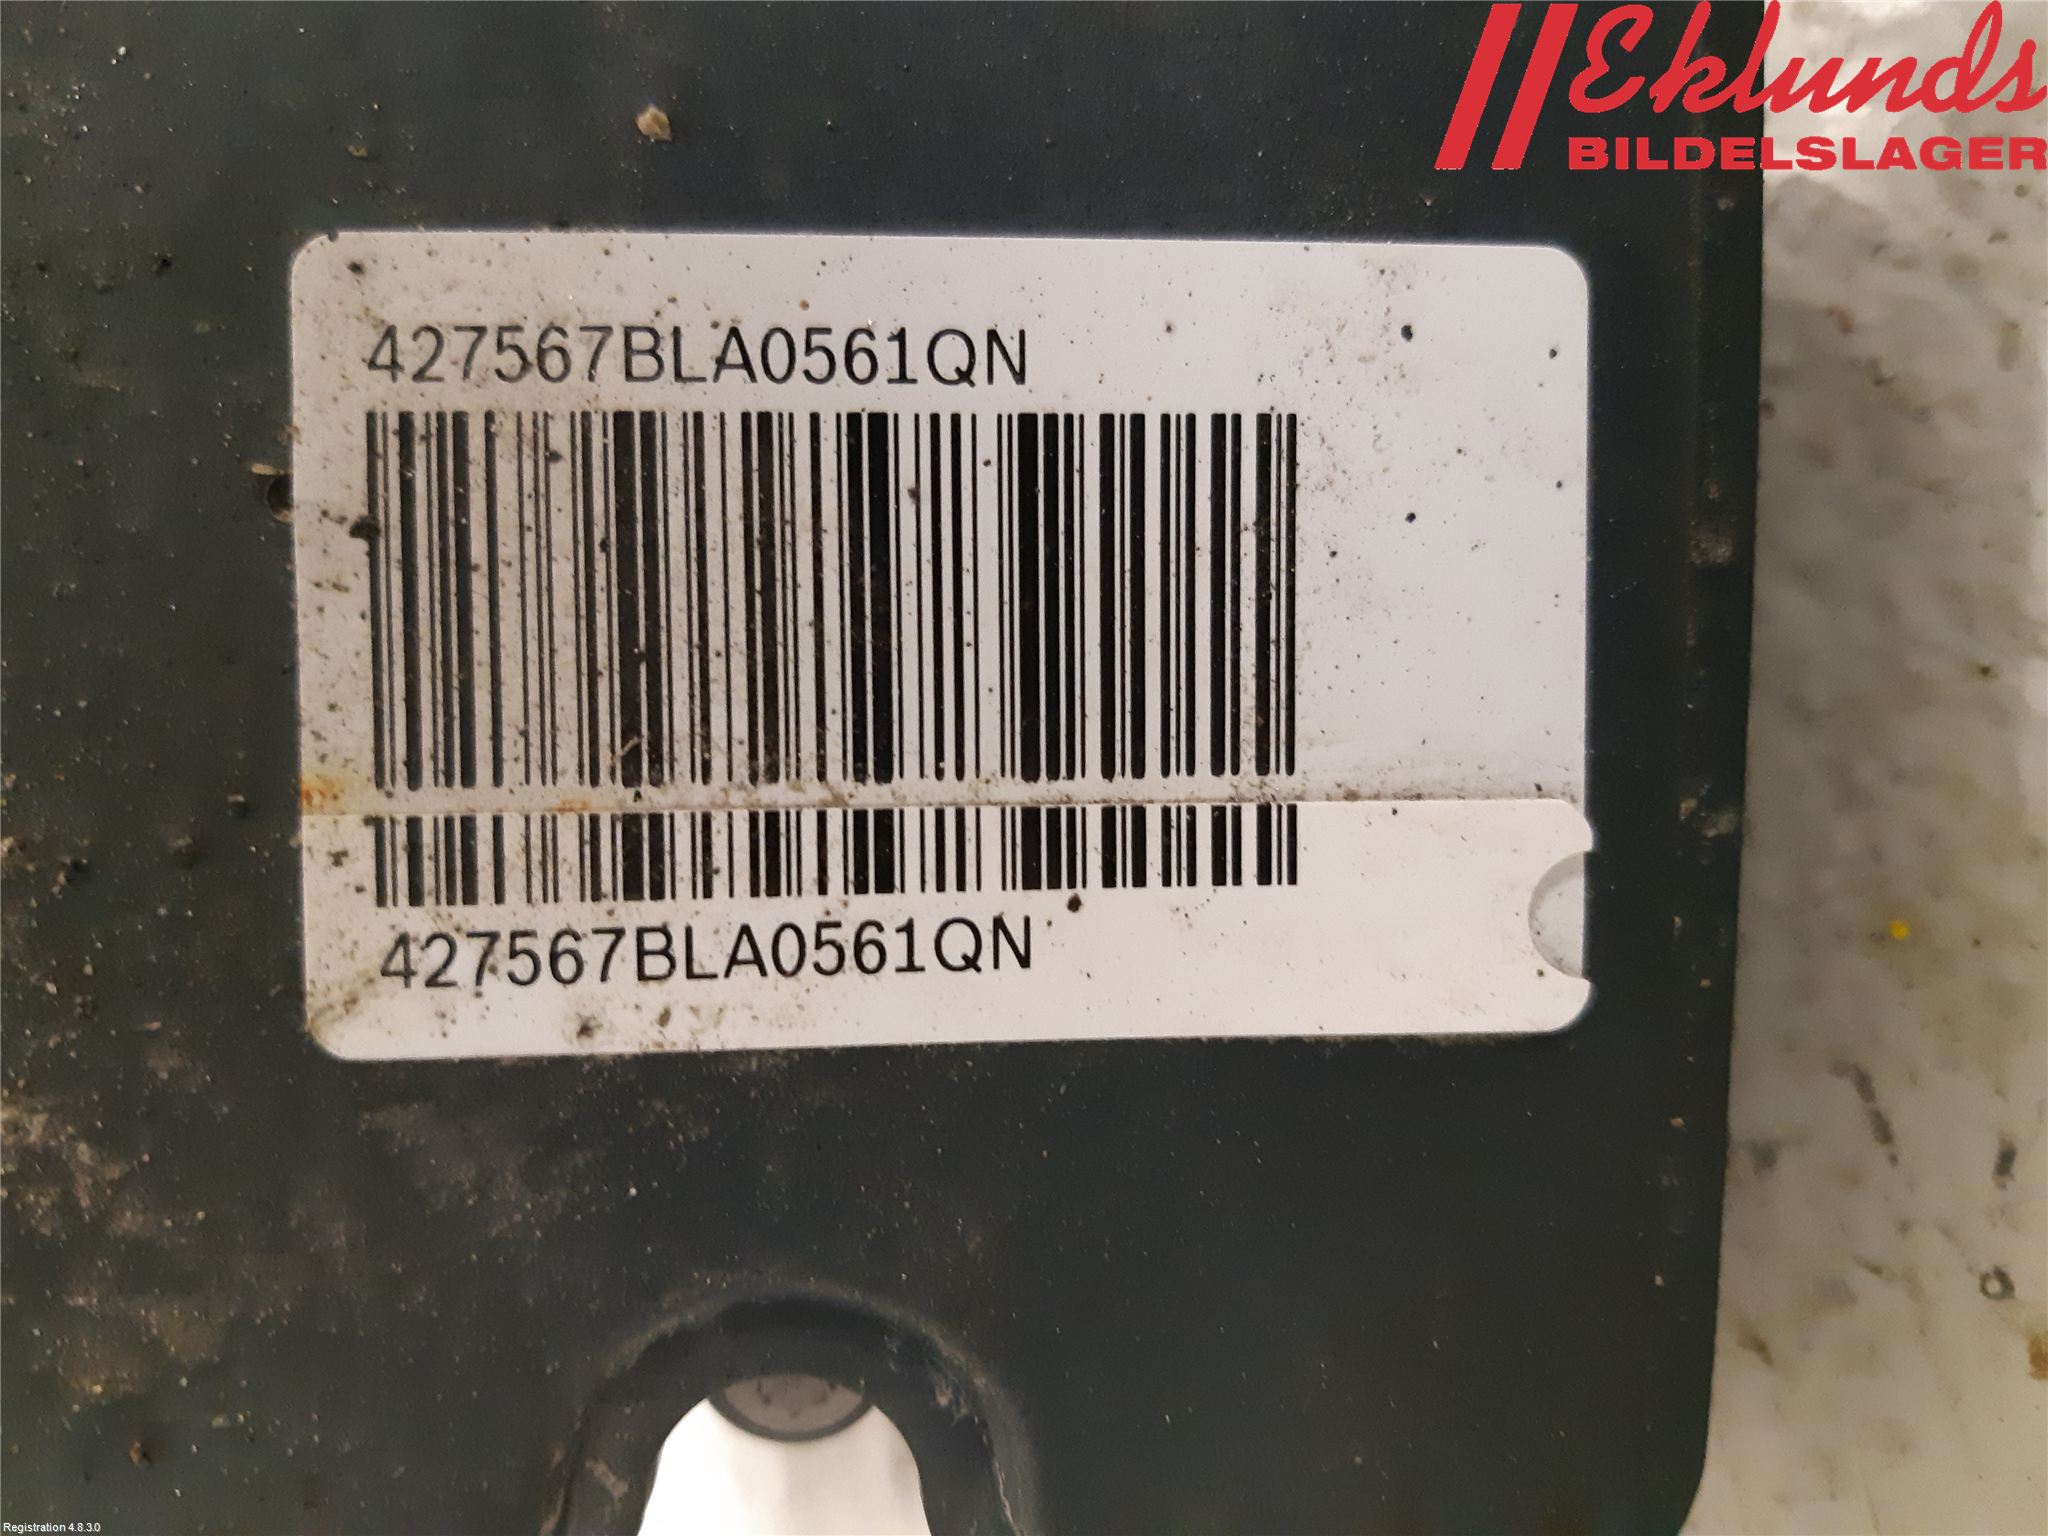 Eklunds
BILDELSLAGER
427567BLA0561QN
427567BLA0561QN
Registration 4.8.3.0